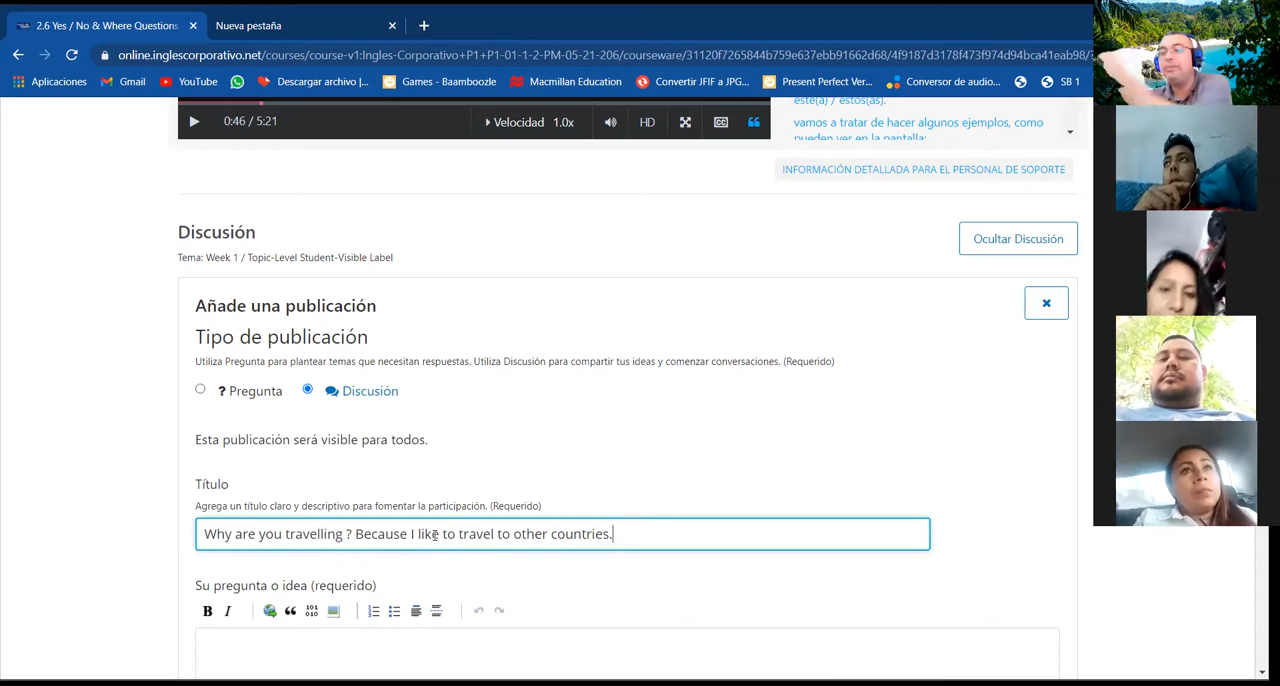 2.6 Yes / No & Where Questions
Nueva pestaña
online.inglescorporativo.net/courses/course-v1:Ingles-Corporativo+P1+P1-01-1-2-PM-05-21-206/courseware/31120f7265844b759e637ebb91662d68/4f9187d3178f473f974d94bca41eab98/
Aplicaciones
Gmail
YouTube
Descargar archivo |...
Games - Baamboozle
Macmillan Education
Convertir JFIF a JPG...
Present Perfect Ver...
Conversor de audio...
SB 1
este(a) / estos(as).
0:46 / 5:21
Velocidad 1.0x
HD
vamos a tratar de hacer algunos ejemplos, como
pueden ver en la pantalla:
INFORMACIÓN DETALLADA PARA EL PERSONAL DE SOPORTE
Discusión
Ocultar Discusión
Tema: Week 1 / Topic-Level Student-Visible Label
Añade una publicación
Tipo de publicación
Utiliza Pregunta para plantear temas que necesitan respuestas. Utiliza Discusión para compartir tus ideas y comenzar conversaciones. (Requerido)
? Pregunta
Discusión
Esta publicación será visible para todos.
Título
Agrega un título claro y descriptivo para fomentar la participación. (Requerido)
Why are you travelling ? Because I like to travel to other countries.
Su pregunta o idea (requerido)
B I
101
010